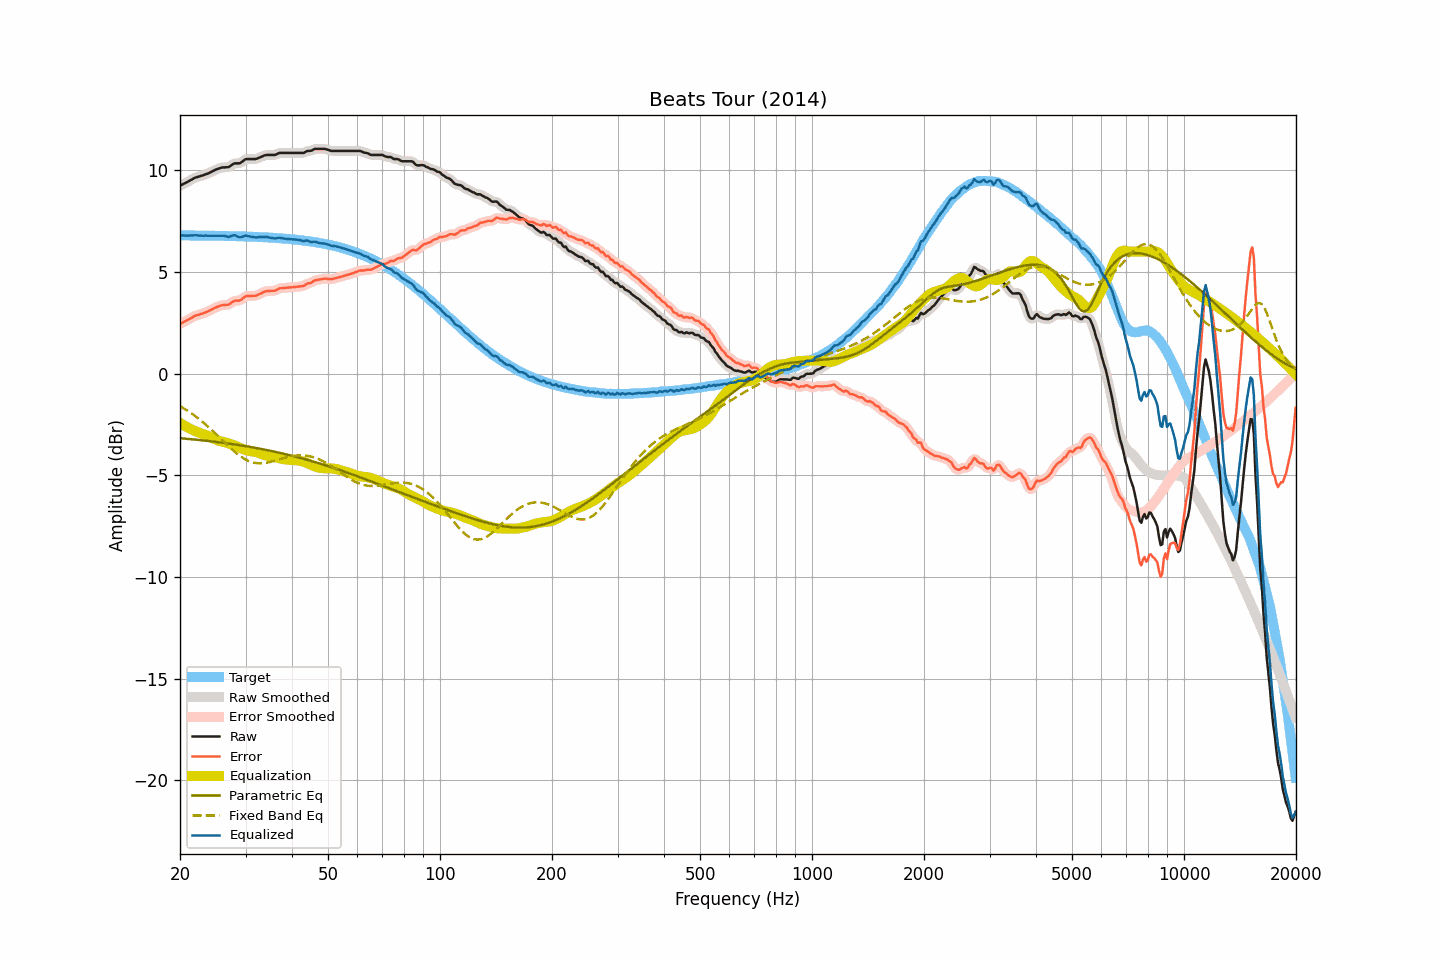 Beats Tour (2014)
Amplitude (dBr)
10
5
0
−5
−10
−15
−20
Target
Raw Smoothed
Error Smoothed
Raw
Error
Equalization
Parametric Eq
Fixed Band Eq
Equalized
20 50 100 200 500 1000 2000 5000 10000 20000
Frequency (Hz)